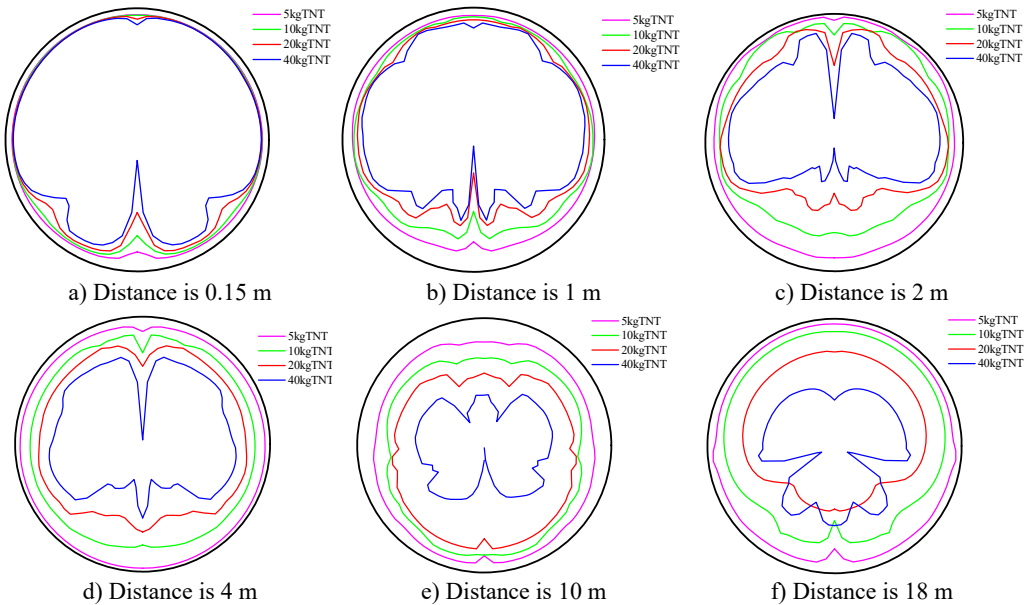 5kgTNT
10kgTNT
20kgTNT
40kgTNT
5kgTNT
10kgTNT
20kgTNT
40kgTNT
5kgTNT
10kgTNT
20kgTNT
40kgTNT
a) Distance is 0.15 m
b) Distance is 1 m
c) Distance is 2 m
5kgTNT
10kgTNT
20kgTNT
40kgTNT
5kgTNT
10kgTNT
20kgTNT
40kgTNT
5kgTNT
10kgTNT
20kgTNT
40kgTNT
d) Distance is 4 m
e) Distance is 10 m
f) Distance is 18 m